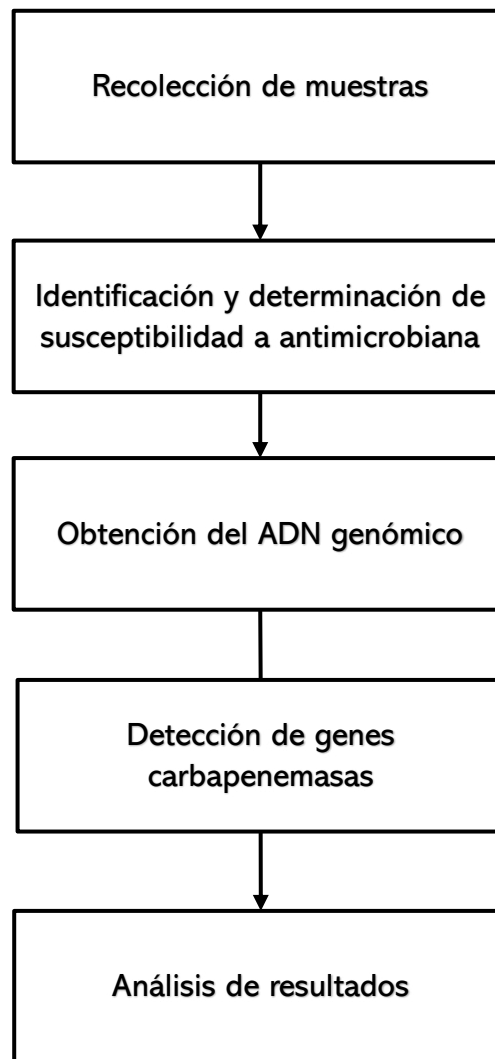 Recolección de muestras
Identificación y determinación de
susceptibilidad a antimicrobiana
Obtención del ADN genómico
Detección de genes
carbapenemasas
Análisis de resultados